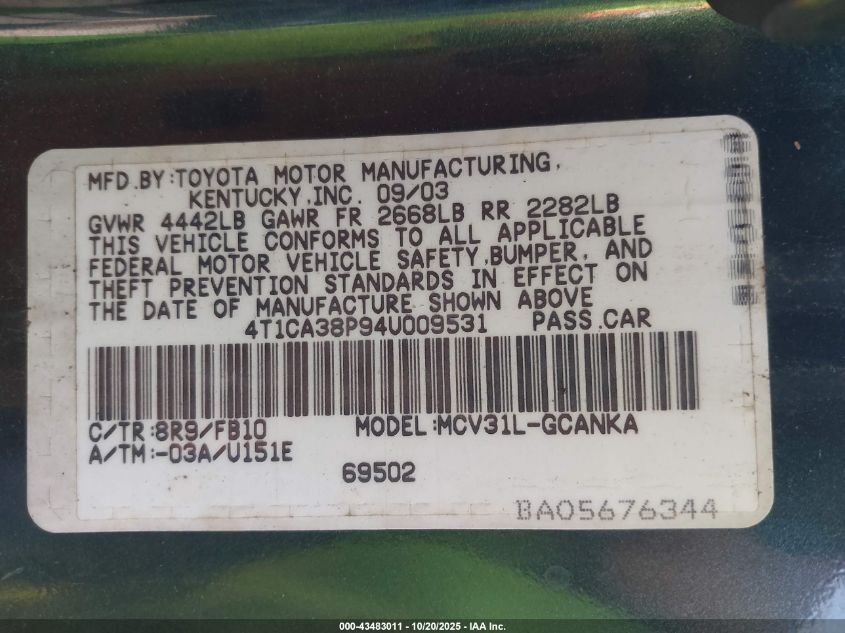 MFD.BY:TOYOTA MOTOR MANUFACTURING,
KENTUCKY,INC. 09/03
GVWR 4442LB GAWR FR 2668LB RR 2282LB
THIS VEHICLE CONFORMS TO ALL APPLICABLE
FEDERAL MOTOR VEHICLE SAFETY,BUMPER, AND
THEFT PREVENTION STANDARDS IN EFFECT ON
THE DATE OF MANUFACTURE SHOWN ABOVE
4T1CA38P94U009531 PASS.CAR
C/TR:8R9/FB10 MODEL:MCV31L-GCANKA
A/TM:-03A/U151E
69502
BA05676344
000-43483011 - 10/20/2025 - IAA Inc.